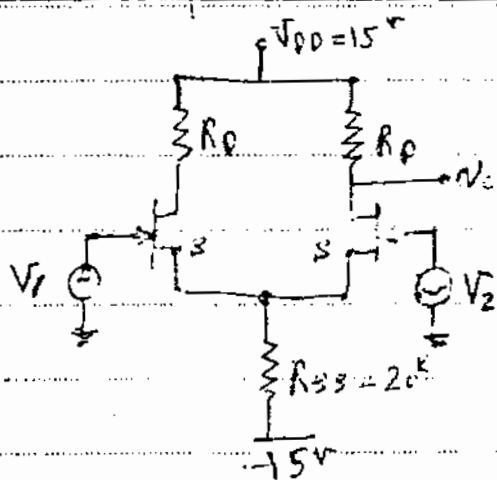 VDD = 15v
RD
RD
Vo
S
S
V1
V2
RSS = 20k
-15v